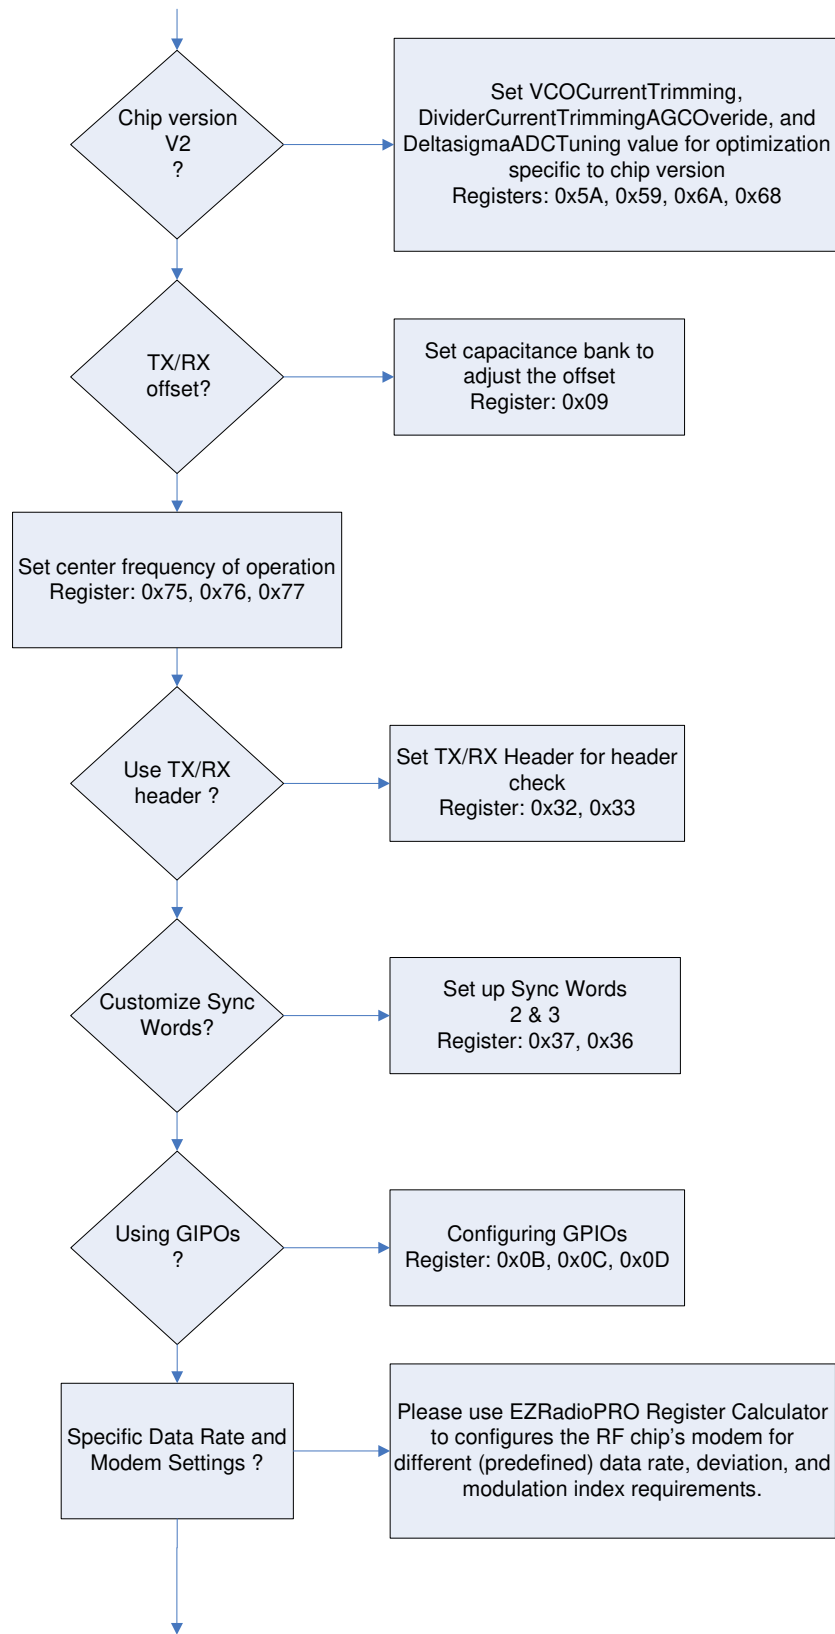 Chip version
V2
?
Set VCOCurrentTrimming,
DividerCurrentTrimmingAGCOveride, and
DeltasigmaADCTuning value for optimization
specific to chip version
Registers: 0x5A, 0x59, 0x6A, 0x68
TX/RX
offset?
Set capacitance bank to
adjust the offset
Register: 0x09
Set center frequency of operation
Register: 0x75, 0x76, 0x77
Use TX/RX
header ?
Set TX/RX Header for header
check
Register: 0x32, 0x33
Customize Sync
Words?
Set up Sync Words
2 & 3
Register: 0x37, 0x36
Using GIPOs
?
Configuring GPIOs
Register: 0x0B, 0x0C, 0x0D
Specific Data Rate and
Modem Settings ?
Please use EZRadioPRO Register Calculator
to configures the RF chip's modem for
different (predefined) data rate, deviation, and
modulation index requirements.